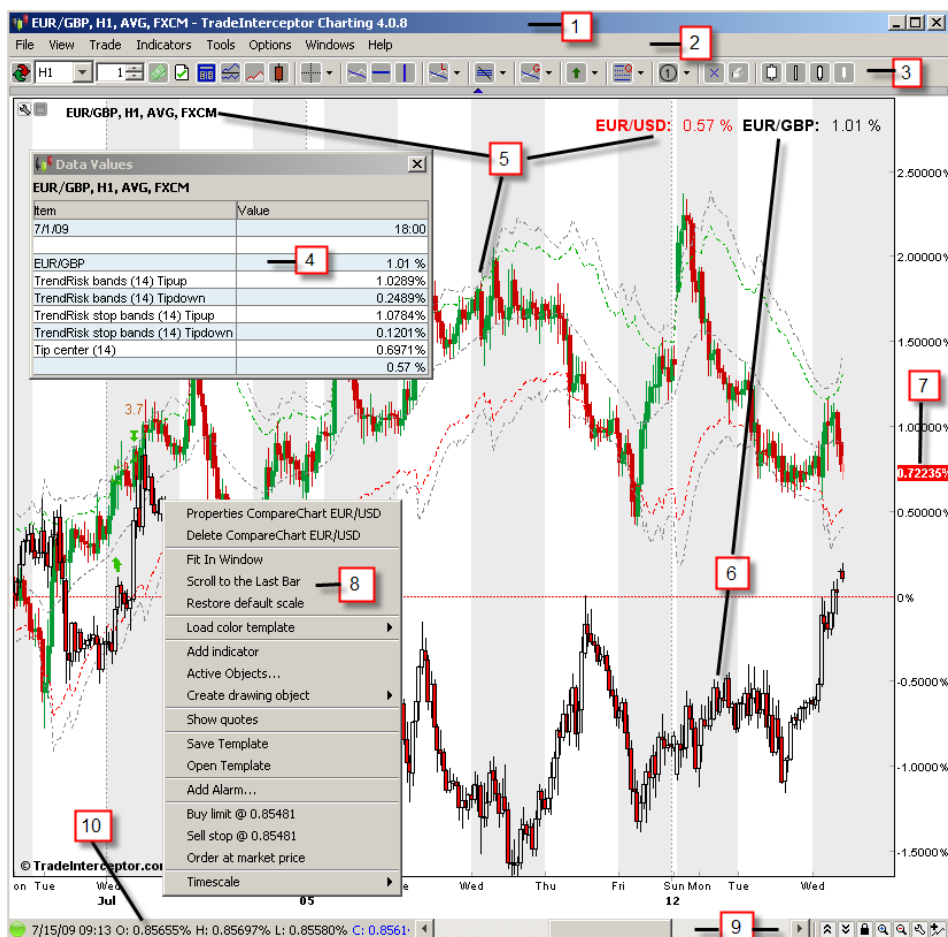 EUR/GBP, H1, AVG, FXCM - TradeInterceptor Charting 4.0.8
1
File View Trade Indicators Tools Options Windows Help
2
H1 1
3
EUR/GBP, H1, AVG, FXCM
EUR/USD: 0.57 % EUR/GBP: 1.01 %
5
Data Values
EUR/GBP, H1, AVG, FXCM
Item Value
7/1/09 18:00
EUR/GBP 1.01 %
4
TrendRisk bands (14) Tipup 1.0289%
TrendRisk bands (14) Tipdown 0.2489%
TrendRisk stop bands (14) Tipup 1.0784%
TrendRisk stop bands (14) Tipdown 0.1201%
Tip center (14) 0.6971%
0.57 %
2.50000%
2.00000%
1.50000%
7
1.00000%
0.72235%
0.50000%
0%
-0.5000%
-1.0000%
-1.5000%
3.7
6
Properties CompareChart EUR/USD
Delete CompareChart EUR/USD
Fit In Window
Scroll to the Last Bar
8
Restore default scale
Load color template
Add indicator
Active Objects...
Create drawing object
Show quotes
Save Template
Open Template
Add Alarm...
Buy limit @ 0.85481
Sell stop @ 0.85481
Order at market price
Timescale
10
© TradeInterceptor.com
on Tue Wed Wed Thu Fri Sun Mon Tue Wed
Jul 05 12
9
7/15/09 09:13 O: 0.85655% H: 0.85697% L: 0.85580% C: 0.8561